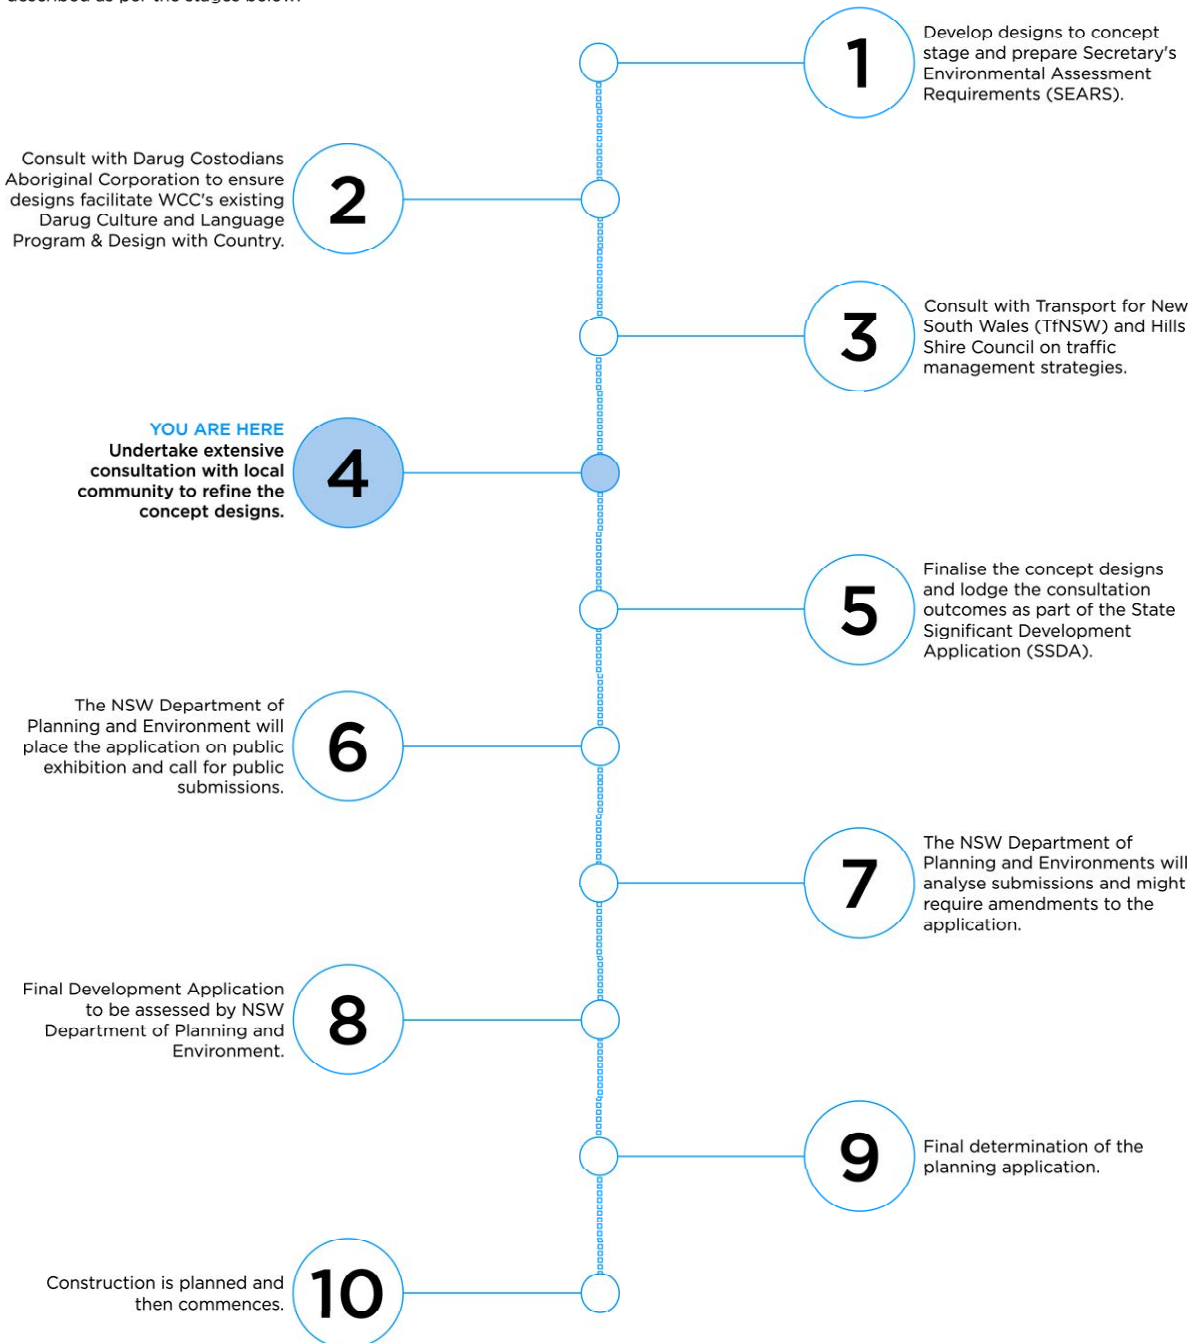 described as per the stages below:
1
Develop designs to concept
stage and prepare Secretary's
Environmental Assessment
Requirements (SEARS).
2
Consult with Darug Costodians
Aboriginal Corporation to ensure
designs facilitate WCC's existing
Darug Culture and Language
Program & Design with Country.
3
Consult with Transport for New
South Wales (TfNSW) and Hills
Shire Council on traffic
management strategies.
4
YOU ARE HERE
Undertake extensive
consultation with local
community to refine the
concept designs.
5
Finalise the concept designs
and lodge the consultation
outcomes as part of the State
Significant Development
Application (SSDA).
6
The NSW Department of
Planning and Environment will
place the application on public
exhibition and call for public
submissions.
7
The NSW Department of
Planning and Environments will
analyse submissions and might
require amendments to the
application.
8
Final Development Application
to be assessed by NSW
Department of Planning and
Environment.
9
Final determination of the
planning application.
10
Construction is planned and
then commences.